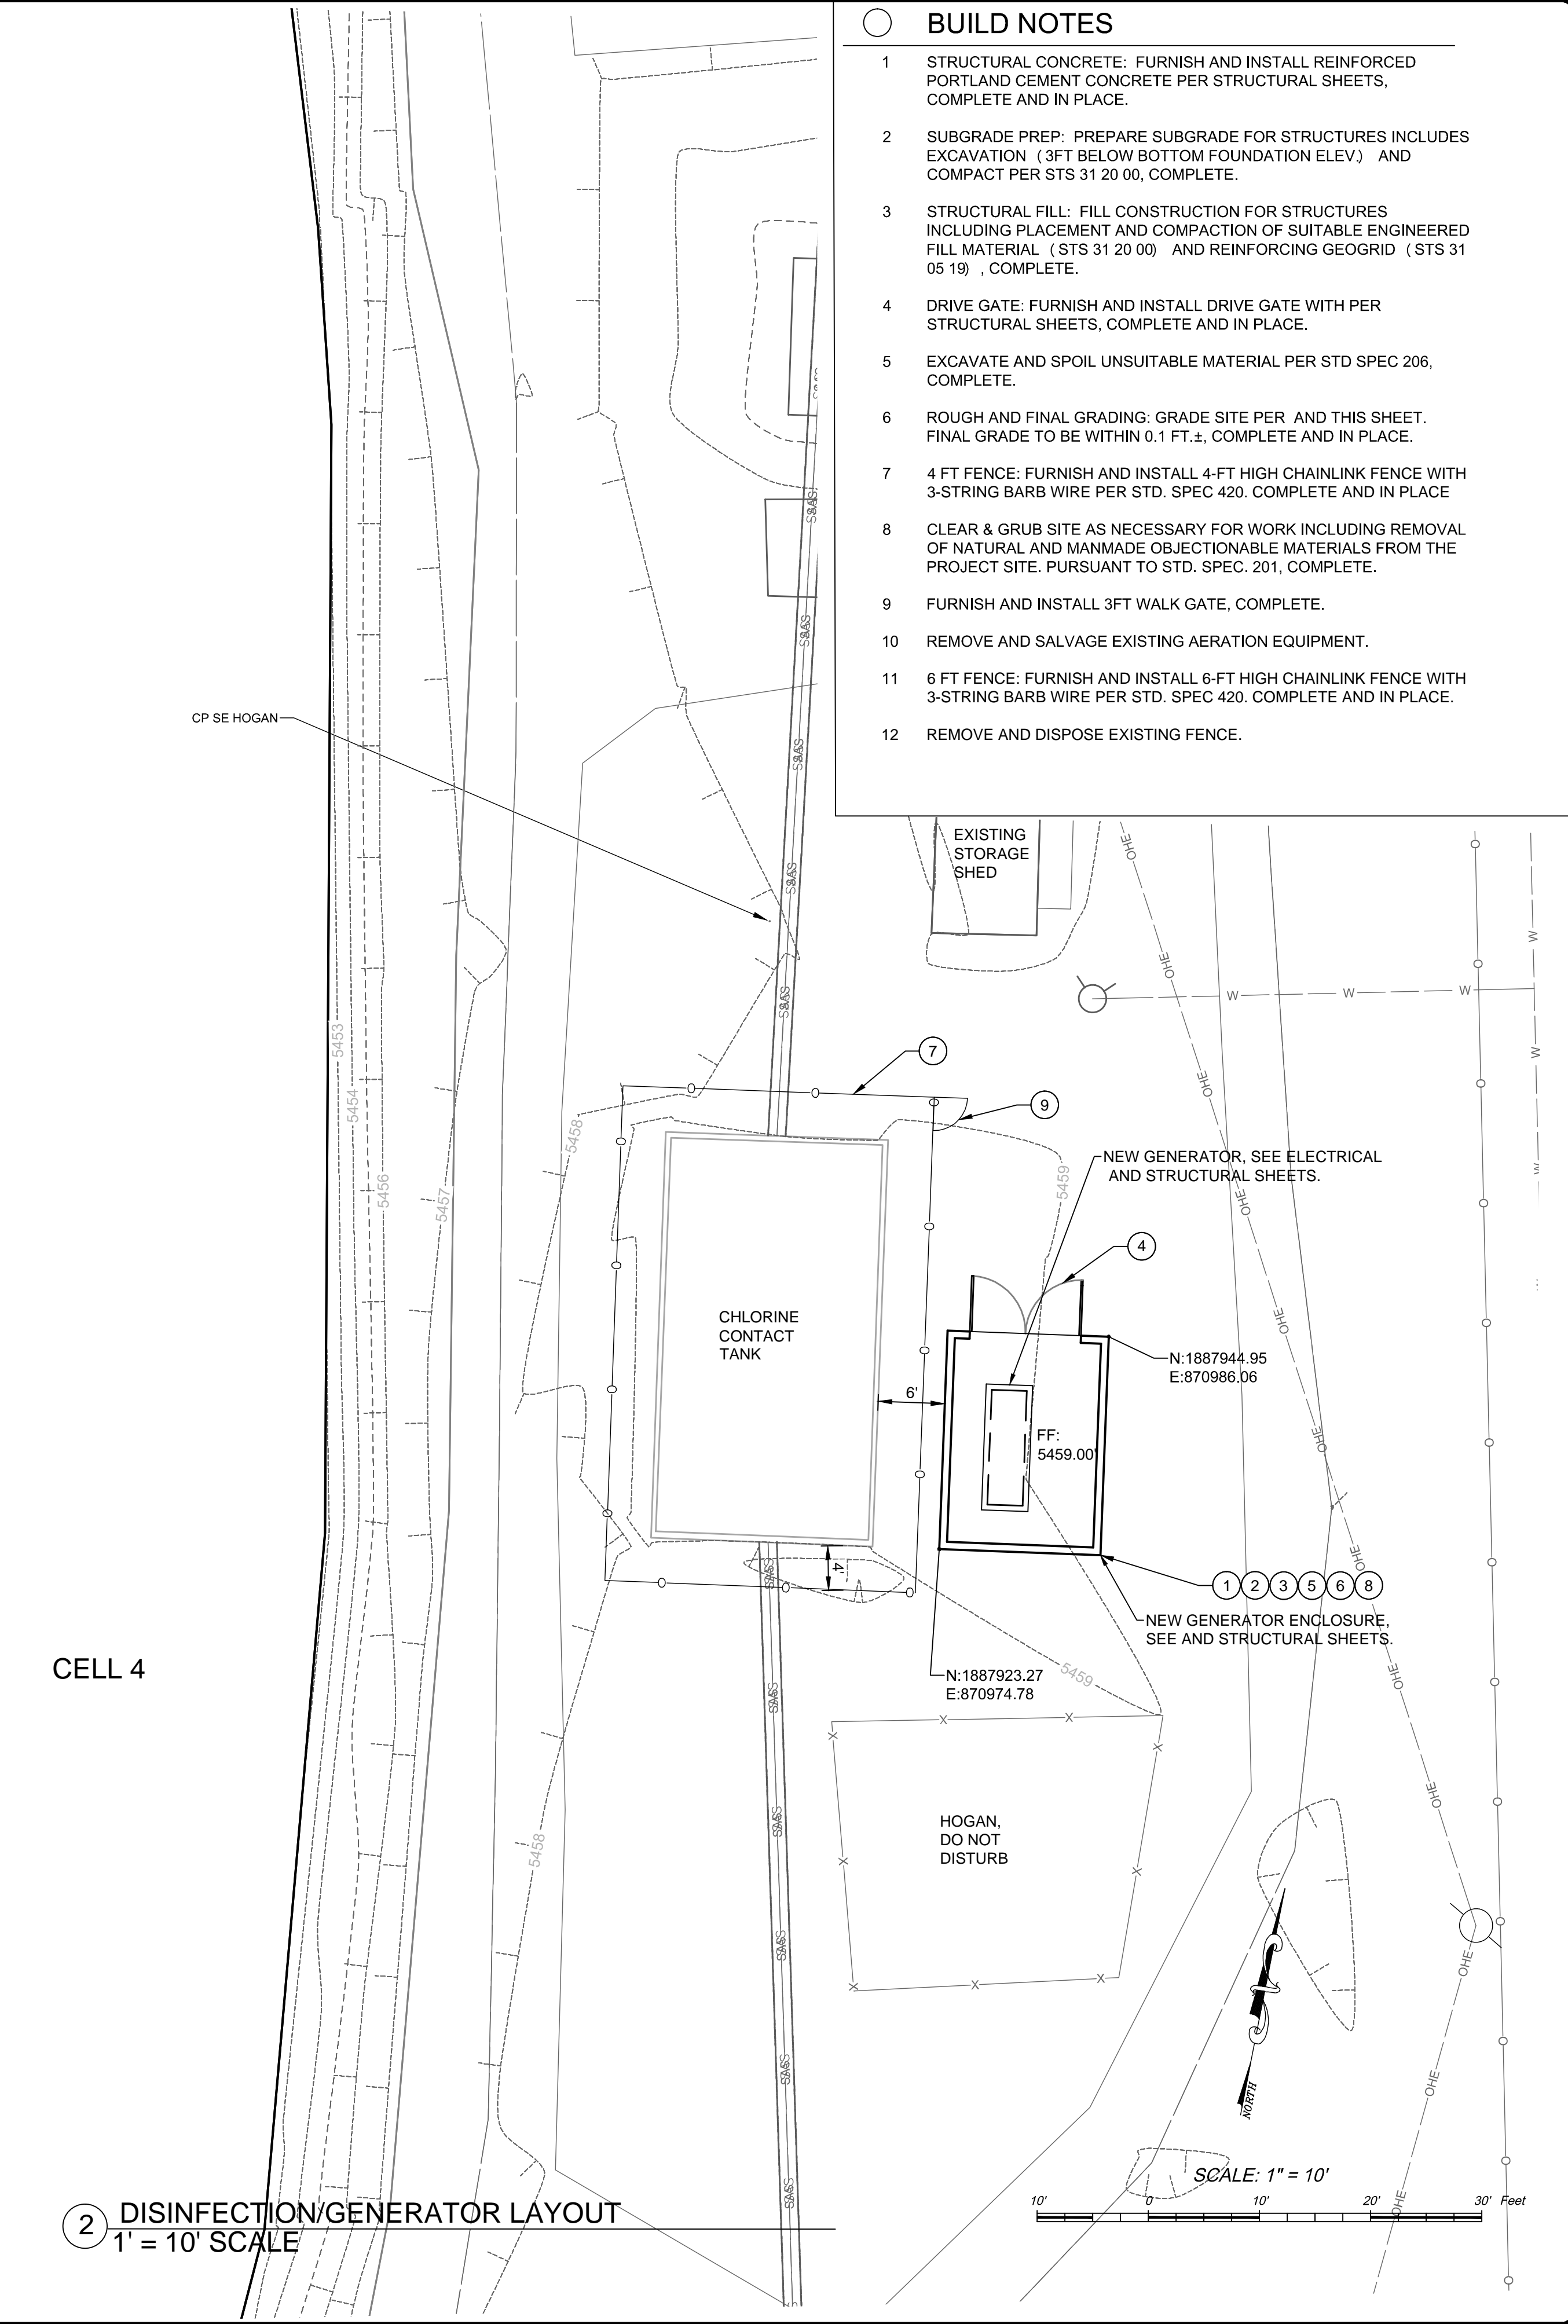 BUILD NOTES
1 STRUCTURAL CONCRETE: FURNISH AND INSTALL REINFORCED
PORTLAND CEMENT CONCRETE PER STRUCTURAL SHEETS,
COMPLETE AND IN PLACE.
2 SUBGRADE PREP: PREPARE SUBGRADE FOR STRUCTURES INCLUDES
EXCAVATION (3FT BELOW BOTTOM FOUNDATION ELEV.) AND
COMPACT PER STS 31 20 00, COMPLETE.
3 STRUCTURAL FILL: FILL CONSTRUCTION FOR STRUCTURES
INCLUDING PLACEMENT AND COMPACTION OF SUITABLE ENGINEERED
FILL MATERIAL (STS 31 20 00) AND REINFORCING GEOGRID (STS 31
05 19) , COMPLETE.
4 DRIVE GATE: FURNISH AND INSTALL DRIVE GATE WITH PER
STRUCTURAL SHEETS, COMPLETE AND IN PLACE.
5 EXCAVATE AND SPOIL UNSUITABLE MATERIAL PER STD SPEC 206,
COMPLETE.
6 ROUGH AND FINAL GRADING: GRADE SITE PER AND THIS SHEET.
FINAL GRADE TO BE WITHIN 0.1 FT.±, COMPLETE AND IN PLACE.
7 4 FT FENCE: FURNISH AND INSTALL 4-FT HIGH CHAINLINK FENCE WITH
3-STRING BARB WIRE PER STD. SPEC 420. COMPLETE AND IN PLACE
8 CLEAR & GRUB SITE AS NECESSARY FOR WORK INCLUDING REMOVAL
OF NATURAL AND MANMADE OBJECTIONABLE MATERIALS FROM THE
PROJECT SITE. PURSUANT TO STD. SPEC. 201, COMPLETE.
9 FURNISH AND INSTALL 3FT WALK GATE, COMPLETE.
10 REMOVE AND SALVAGE EXISTING AERATION EQUIPMENT.
11 6 FT FENCE: FURNISH AND INSTALL 6-FT HIGH CHAINLINK FENCE WITH
3-STRING BARB WIRE PER STD. SPEC 420. COMPLETE AND IN PLACE.
12 REMOVE AND DISPOSE EXISTING FENCE.
CP SE HOGAN
EXISTING
STORAGE
SHED
OHE
OHE
OHE
OHE
OHE
OHE
OHE
OHE
OHE
OHE
OHE
OHE
OHE
W
W
W
W
W
W
5453
5454
5456
5457
5458
5459
7
9
NEW GENERATOR, SEE ELECTRICAL
AND STRUCTURAL SHEETS.
4
CHLORINE
CONTACT
TANK
N:1887944.95
E:870986.06
6'
FF:
5459.00'
4'
1 2 3 5 6 8
NEW GENERATOR ENCLOSURE,
SEE AND STRUCTURAL SHEETS.
CELL 4
N:1887923.27
E:870974.78
5459
5458
X
X
X
X
X
X
X
X
X
HOGAN,
DO NOT
DISTURB
NORTH
SCALE: 1" = 10'
10' 0 10' 20' 30' Feet
2 DISINFECTION/GENERATOR LAYOUT
1' = 10' SCALE